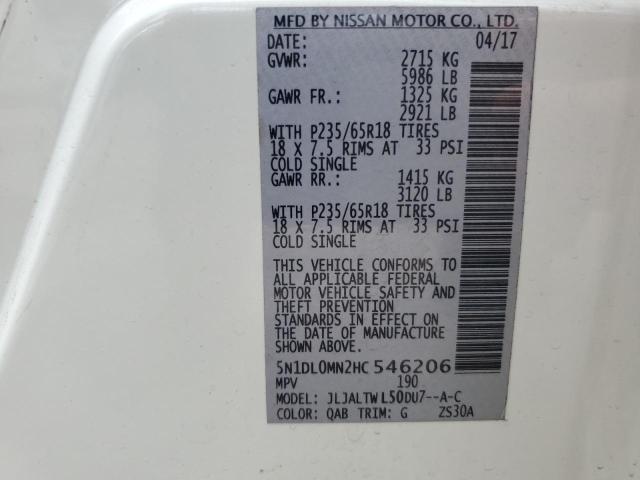 MFD BY NISSAN MOTOR CO., LTD.
DATE: 04/17
GVWR: 2715 KG
5986 LB
GAWR FR.: 1325 KG
2921 LB
WITH P235/65R18 TIRES
18 X 7.5 RIMS AT 33 PSI
COLD SINGLE
GAWR RR.: 1415 KG
3120 LB
WITH P235/65R18 TIRES
18 X 7.5 RIMS AT 33 PSI
COLD SINGLE
THIS VEHICLE CONFORMS TO
ALL APPLICABLE FEDERAL
MOTOR VEHICLE SAFETY AND
THEFT PREVENTION
STANDARDS IN EFFECT ON
THE DATE OF MANUFACTURE
SHOWN ABOVE.
5N1DL0MN2HC546206
MPV 190
MODEL: JLJALTWL50DU7--A-C
COLOR: QAB TRIM: G ZS30A